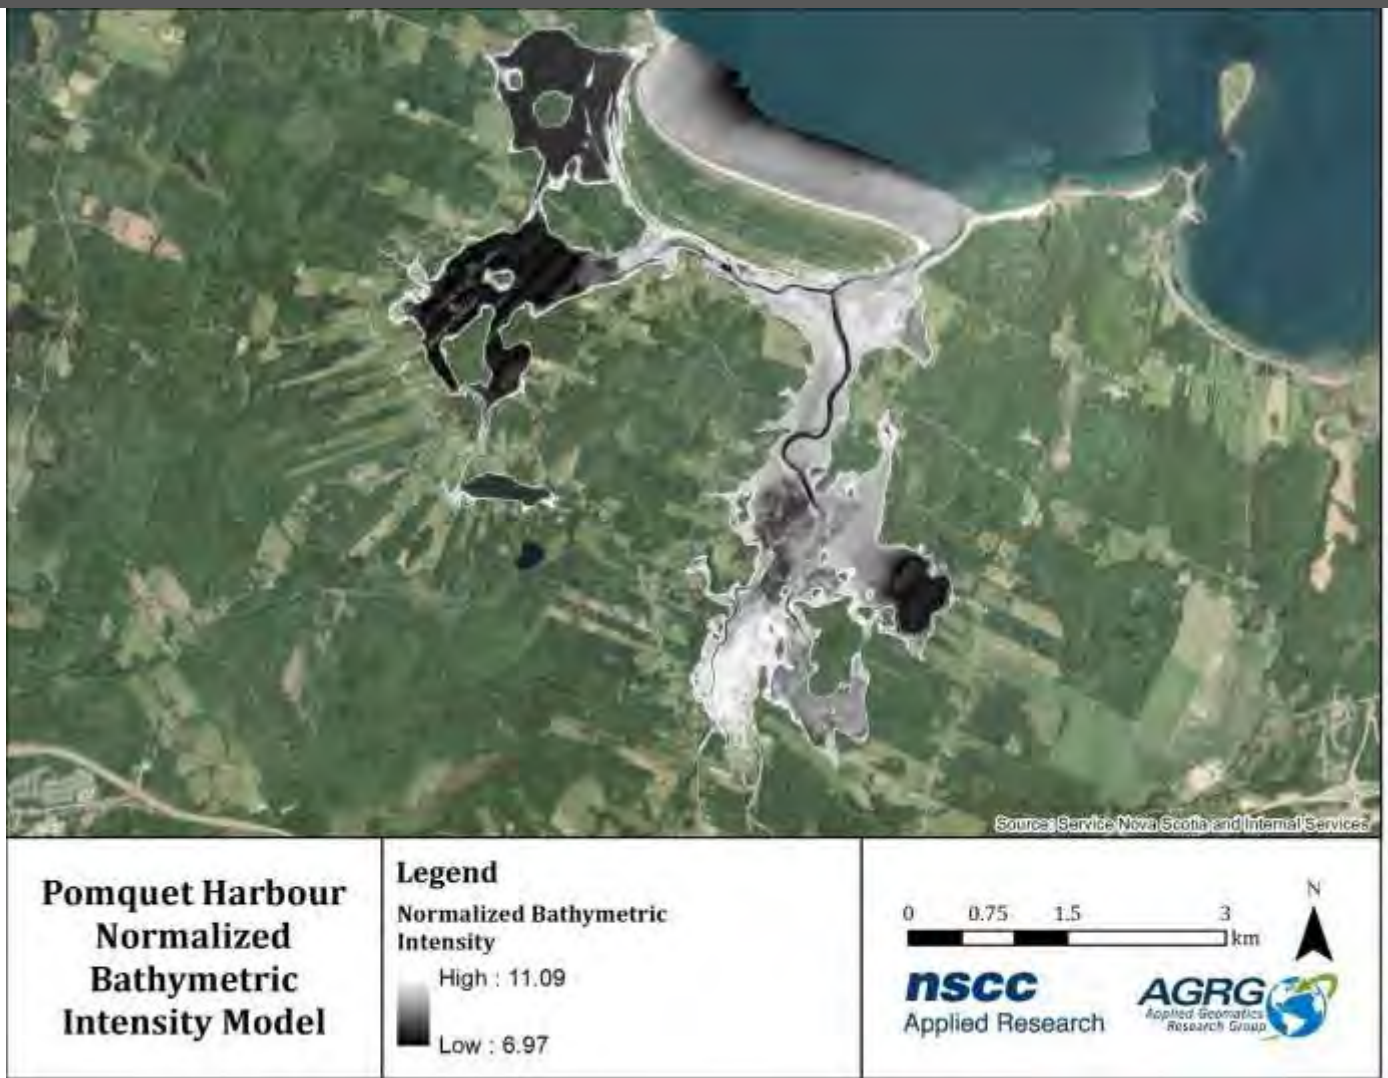 Source: Service Nova Scotia and Internal Services
Pomquet Harbour
Normalized
Bathymetric
Intensity Model
Legend
Normalized Bathymetric
Intensity
High : 11.09
Low : 6.97
0 0.75 1.5 3
km
N
nscc
Applied Research
AGRG
Applied Geomatics
Research Group